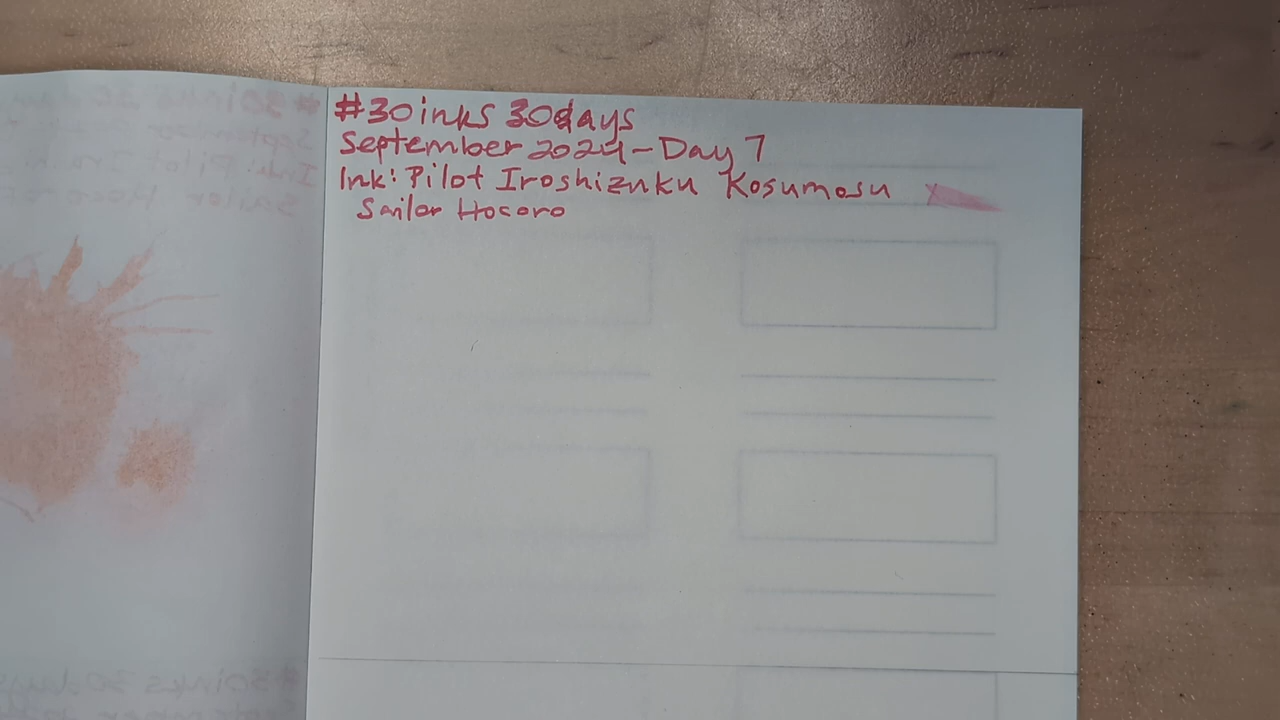 #30inks 30days
September 2024-Day 7
Ink: Pilot Iroshizuku Kosumosu
Sailor Hocoro